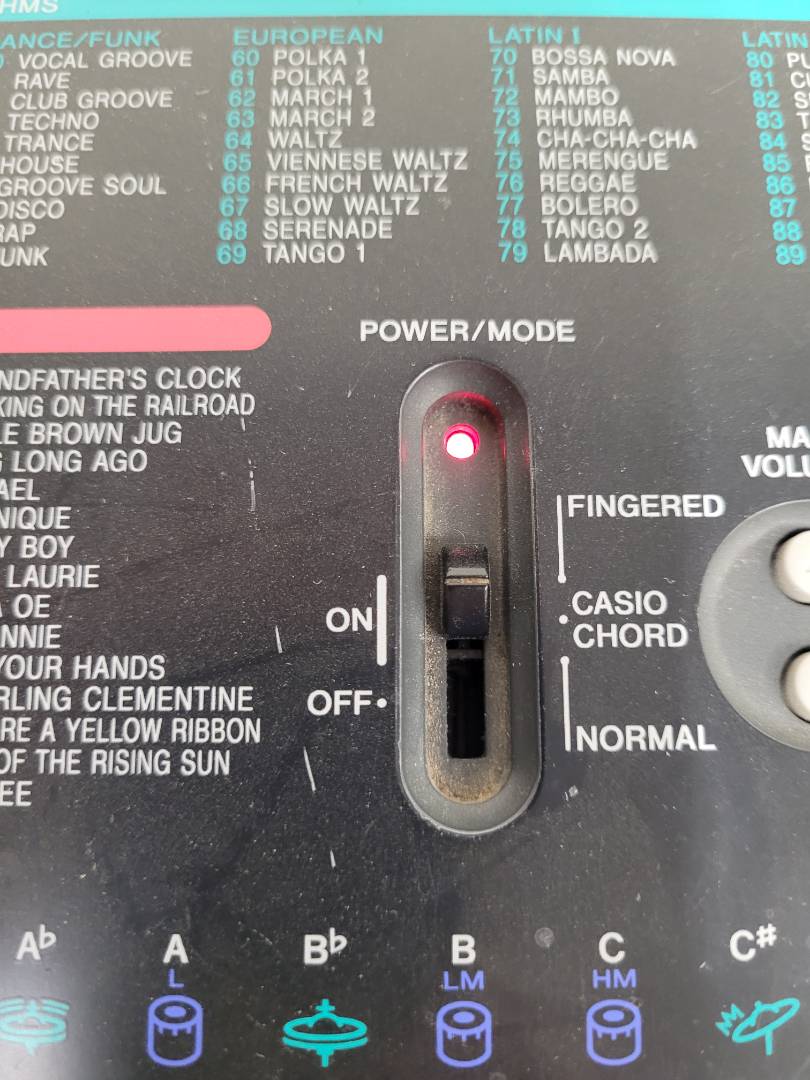 HMS
ANCE/FUNK
VOCAL GROOVE
RAVE
CLUB GROOVE
TECHNO
TRANCE
HOUSE
GROOVE SOUL
DISCO
RAP
UNK
EUROPEAN
60 POLKA 1
61 POLKA 2
62 MARCH 1
63 MARCH 2
64 WALTZ
65 VIENNESE WALTZ
66 FRENCH WALTZ
67 SLOW WALTZ
68 SERENADE
69 TANGO 1
LATIN I
70 BOSSA NOVA
71 SAMBA
72 MAMBO
73 RHUMBA
74 CHA-CHA-CHA
75 MERENGUE
76 REGGAE
77 BOLERO
78 TANGO 2
79 LAMBADA
LATIN
80 PU
81
82
83
84
85
86
87
88
89
NDFATHER'S CLOCK
KING ON THE RAILROAD
LE BROWN JUG
G LONG AGO
AEL
NIQUE
Y BOY
LAURIE
A OE
NNIE
YOUR HANDS
RLING CLEMENTINE
RE A YELLOW RIBBON
OF THE RISING SUN
EE
POWER/MODE
ON
OFF
FINGERED
CASIO
CHORD
NORMAL
MA
VOLU
A♭ A B♭ B C C♯
L LM HM